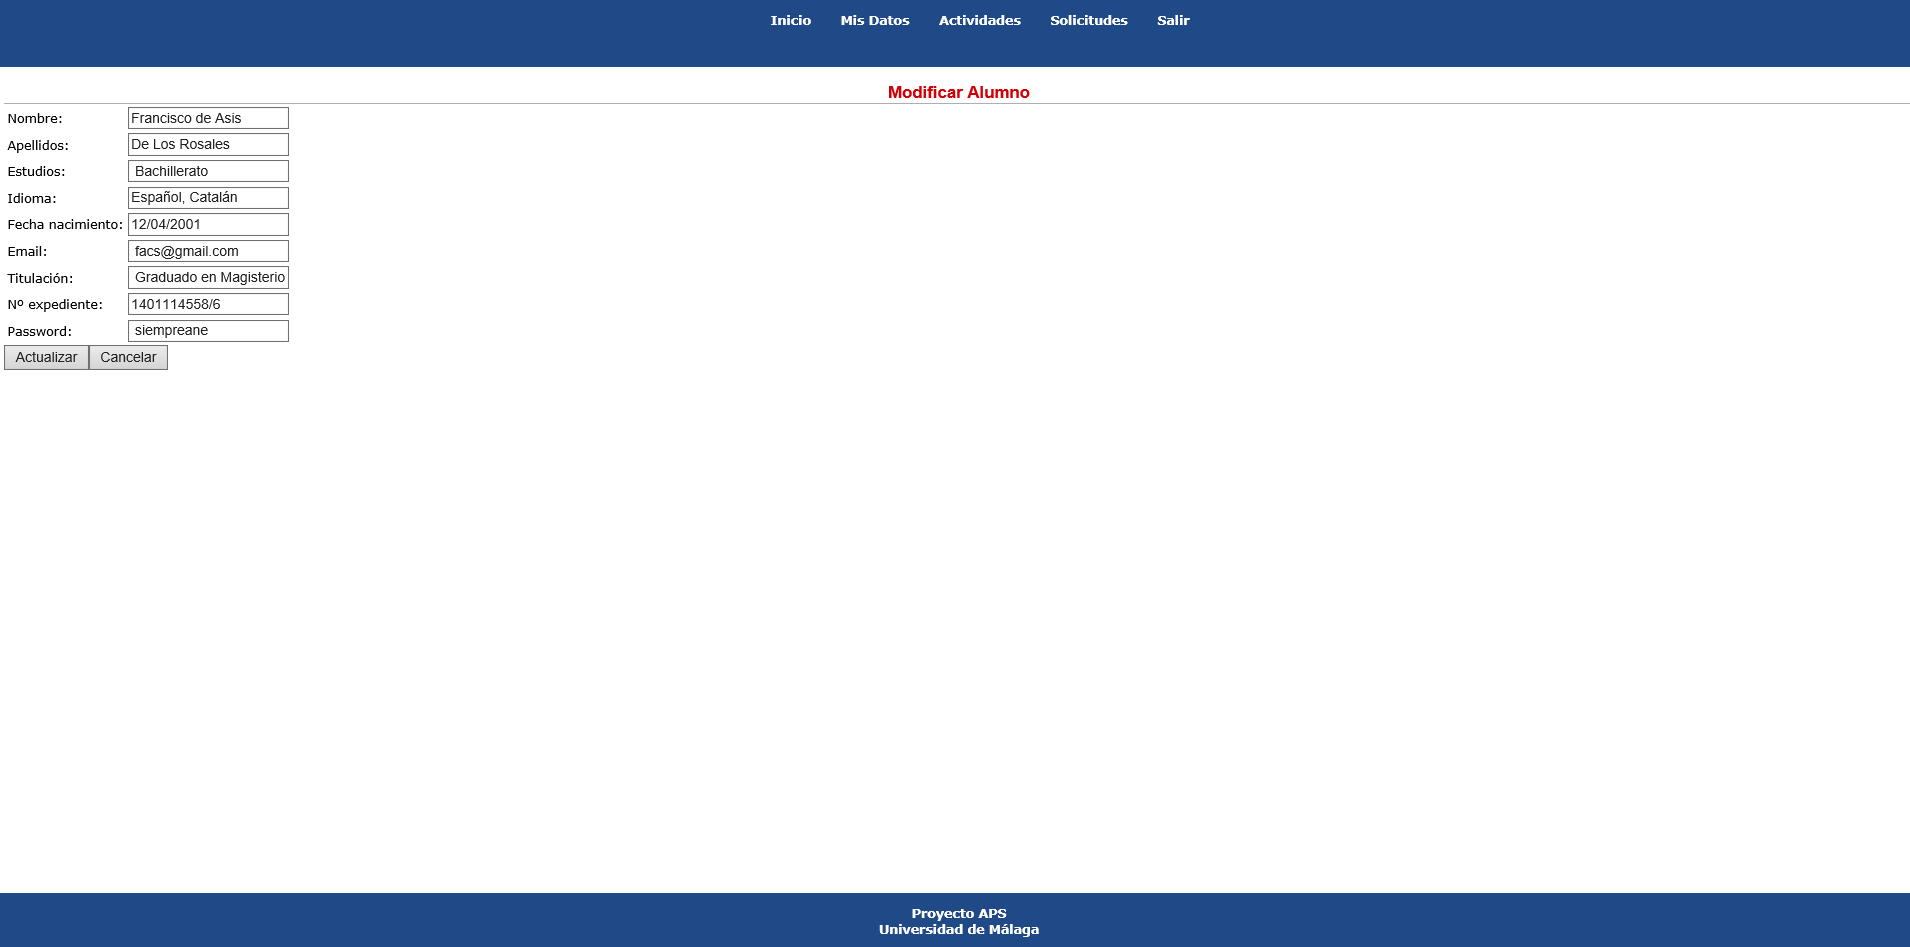 Inicio Mis Datos Actividades Solicitudes Salir
Modificar Alumno
Nombre: Francisco de Asis
Apellidos: De Los Rosales
Estudios: Bachillerato
Idioma: Español, Catalán
Fecha nacimiento: 12/04/2001
Email: facs@gmail.com
Titulación: Graduado en Magisterio
Nº expediente: 1401114558/6
Password: siempreane
Actualizar Cancelar
Proyecto APS
Universidad de Málaga